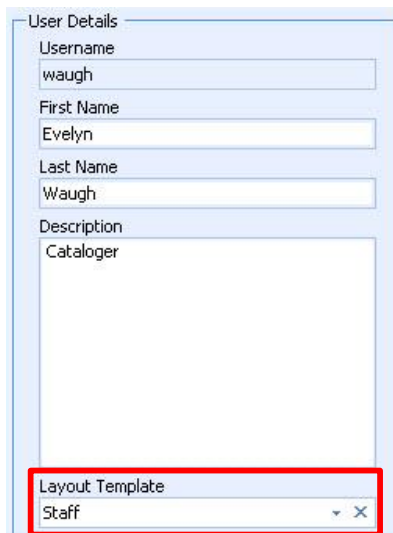 User Details
Username
waugh
First Name
Evelyn
Last Name
Waugh
Description
Cataloger
Layout Template
Staff